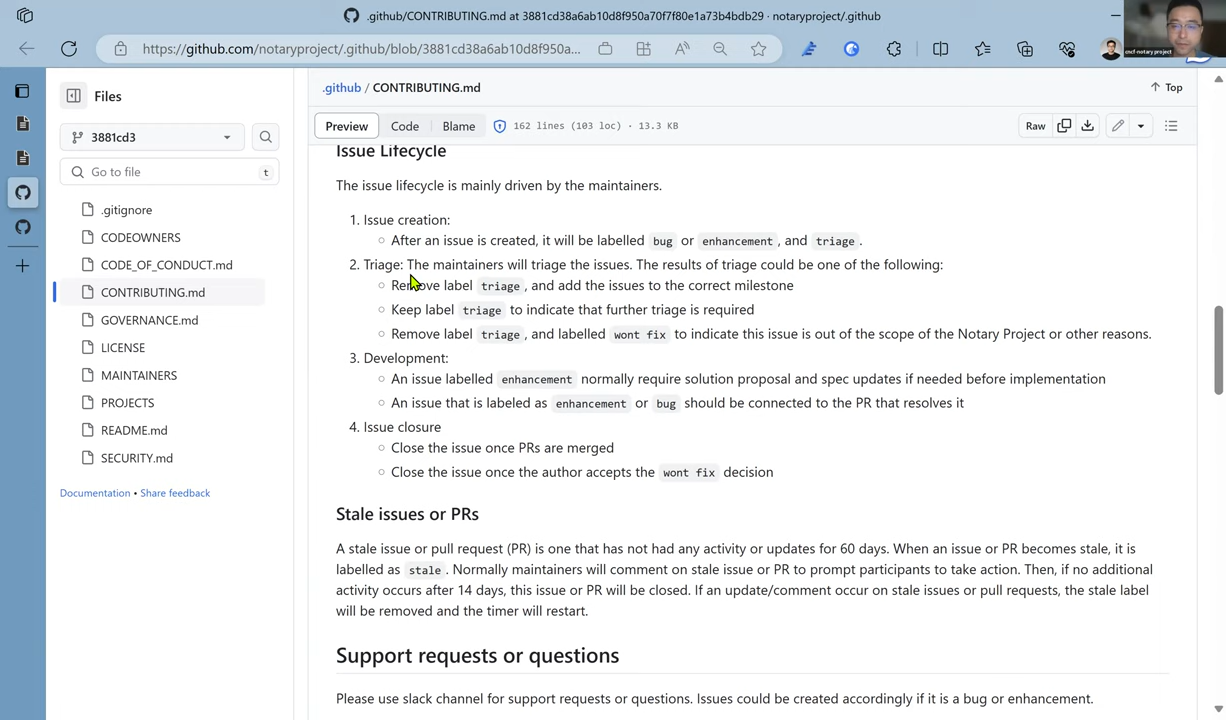 .github/CONTRIBUTING.md at 3881cd38a6ab10d8f950a70f7f80e1a73b4bdb29 · notaryproject/.github
https://github.com/notaryproject/.github/blob/3881cd38a6ab10d8f950a...
cncf-notary project
Files
3881cd3
Go to file
t
.gitignore
CODEOWNERS
CODE_OF_CONDUCT.md
CONTRIBUTING.md
GOVERNANCE.md
LICENSE
MAINTAINERS
PROJECTS
README.md
SECURITY.md
Documentation • Share feedback
.github / CONTRIBUTING.md
Top
Preview Code Blame 162 lines (103 loc) · 13.3 KB Raw
Issue Lifecycle
The issue lifecycle is mainly driven by the maintainers.
1. Issue creation:
After an issue is created, it will be labelled bug or enhancement, and triage.
2. Triage: The maintainers will triage the issues. The results of triage could be one of the following:
Remove label triage, and add the issues to the correct milestone
Keep label triage to indicate that further triage is required
Remove label triage, and labelled wont fix to indicate this issue is out of the scope of the Notary Project or other reasons.
3. Development:
An issue labelled enhancement normally require solution proposal and spec updates if needed before implementation
An issue that is labeled as enhancement or bug should be connected to the PR that resolves it
4. Issue closure
Close the issue once PRs are merged
Close the issue once the author accepts the wont fix decision
Stale issues or PRs
A stale issue or pull request (PR) is one that has not had any activity or updates for 60 days. When an issue or PR becomes stale, it is
labelled as stale. Normally maintainers will comment on stale issue or PR to prompt participants to take action. Then, if no additional
activity occurs after 14 days, this issue or PR will be closed. If an update/comment occur on stale issues or pull requests, the stale label
will be removed and the timer will restart.
Support requests or questions
Please use slack channel for support requests or questions. Issues could be created accordingly if it is a bug or enhancement.